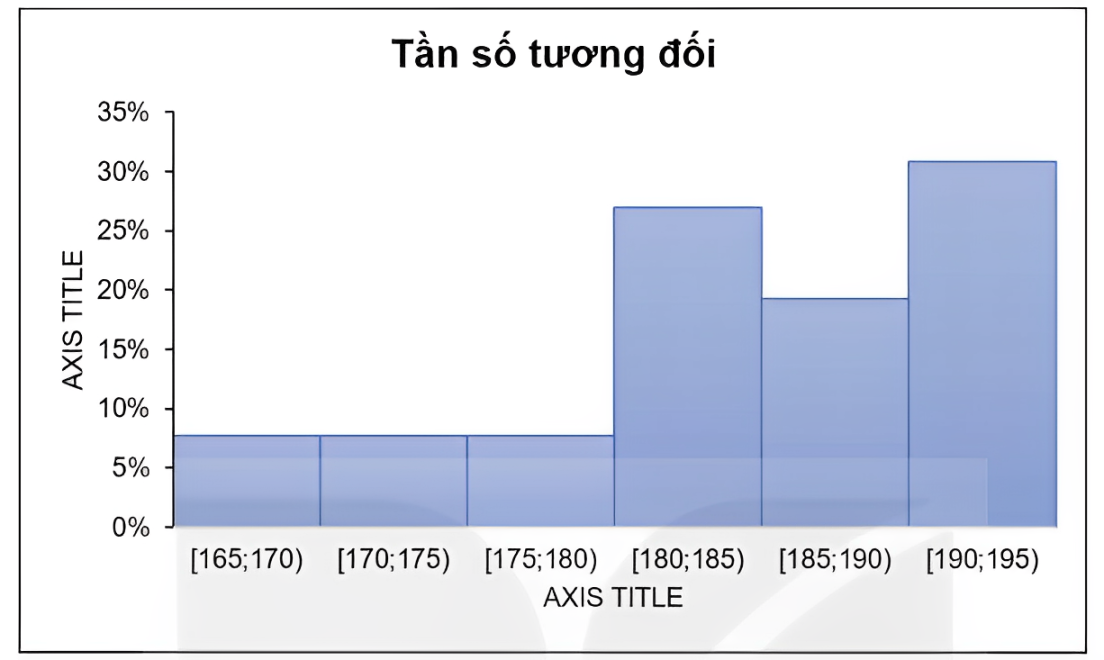 Tần số tương đối
35%
30%
25%
20%
15%
10%
5%
0%
AXIS TITLE
[165;170) [170;175) [175;180) [180;185) [185;190) [190;195)
AXIS TITLE